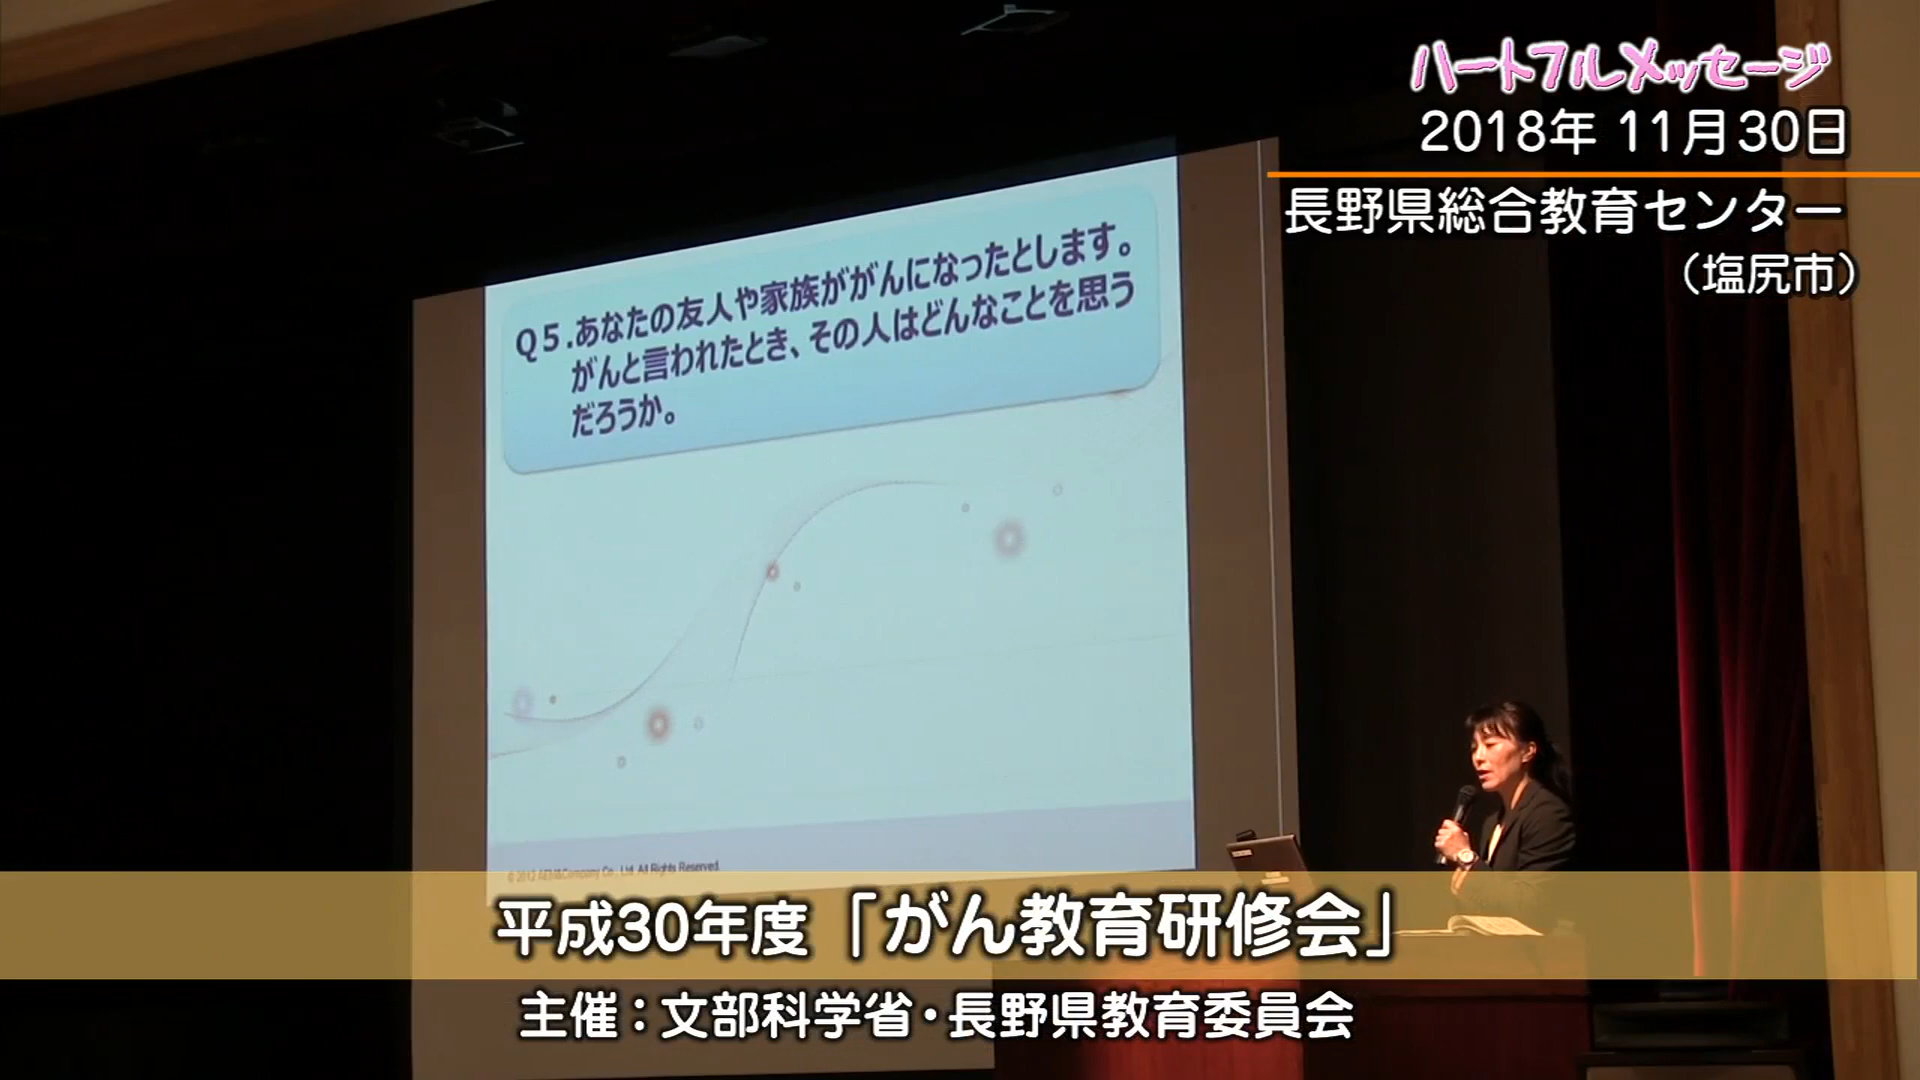 ハートフルメッセージ
2018年 11月30日
長野県総合教育センター
（塩尻市）
Q5.あなたの友人や家族ががんになったとします。
がんと言われたとき、その人はどんなことを思う
だろうか。
平成30年度「がん教育研修会」
主催：文部科学省・長野県教育委員会